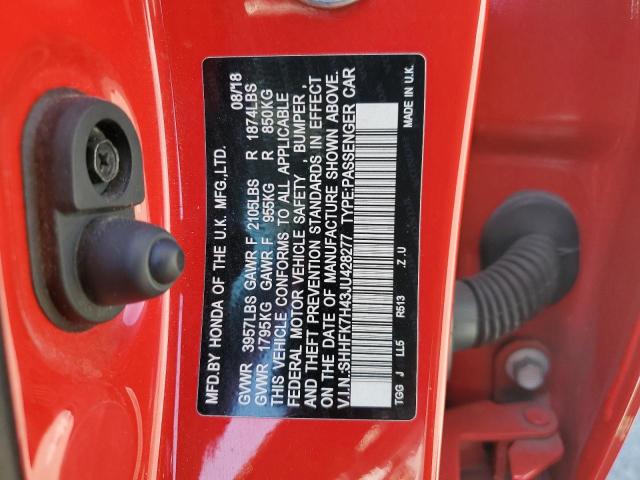 MFD.BY HONDA OF THE U.K. MFG.,LTD. 08/18
GVWR 3957LBS GAWR F 2105LBS R 1874LBS
GVWR 1795KG GAWR F 955KG R 850KG
THIS VEHICLE CONFORMS TO ALL APPLICABLE
FEDERAL MOTOR VEHICLE SAFETY , BUMPER ,
AND THEFT PREVENTION STANDARDS IN EFFECT
ON THE DATE OF MANUFACTURE SHOWN ABOVE.
V.I.N.:SHHFK7H43JU428277 TYPE:PASSENGER CAR
TGG J LL5 R513 .Z.U MADE IN U.K.